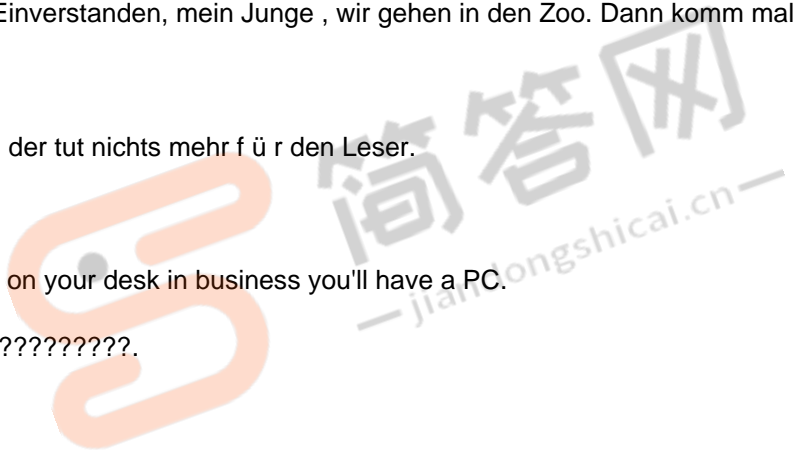 Einverstanden, mein Junge , wir gehen in den Zoo. Dann komm mal
der tut nichts mehr f ü r den Leser.
on your desk in business you'll have a PC.
?????????.
简答网
jiandongshicai.cn